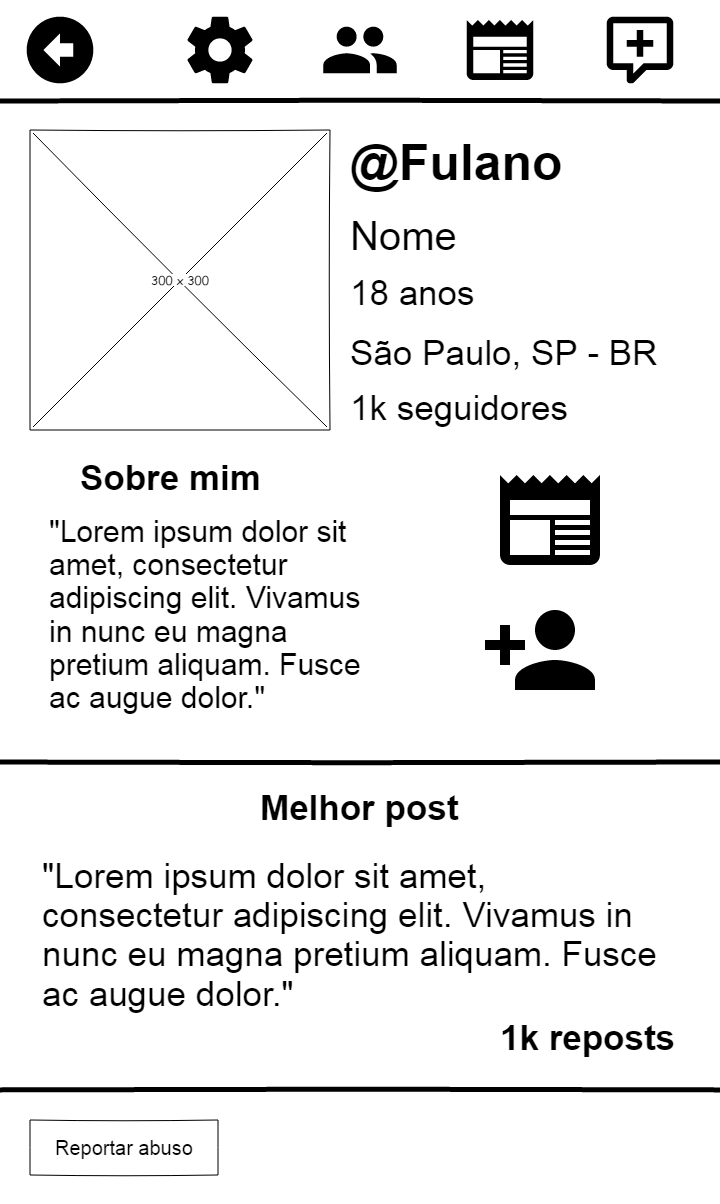 @Fulano
Nome
300 × 300
18 anos
São Paulo, SP - BR
1k seguidores
Sobre mim
"Lorem ipsum dolor sit
amet, consectetur
adipiscing elit. Vivamus
in nunc eu magna
pretium aliquam. Fusce
ac augue dolor."
Melhor post
"Lorem ipsum dolor sit amet,
consectetur adipiscing elit. Vivamus in
nunc eu magna pretium aliquam. Fusce
ac augue dolor."
1k reposts
Reportar abuso